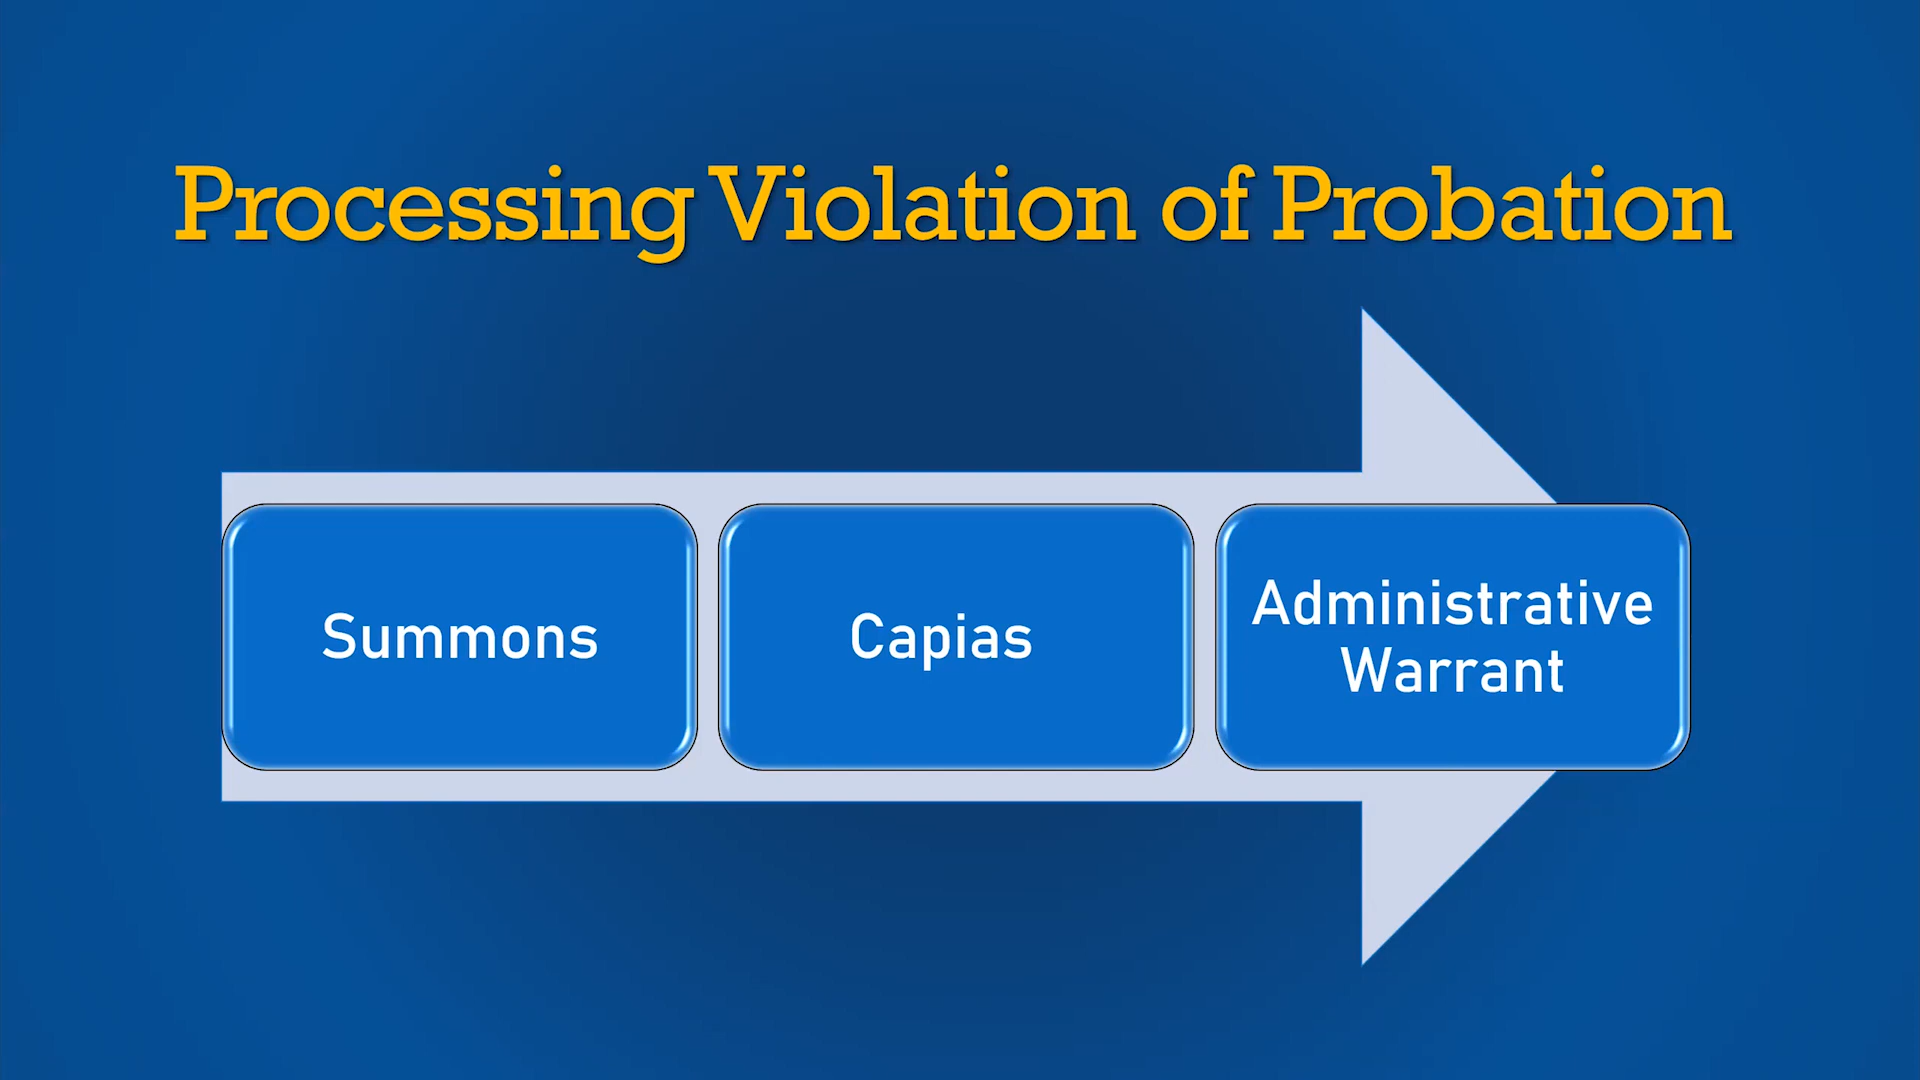 Processing Violation of Probation
Summons
Capias
Administrative
Warrant